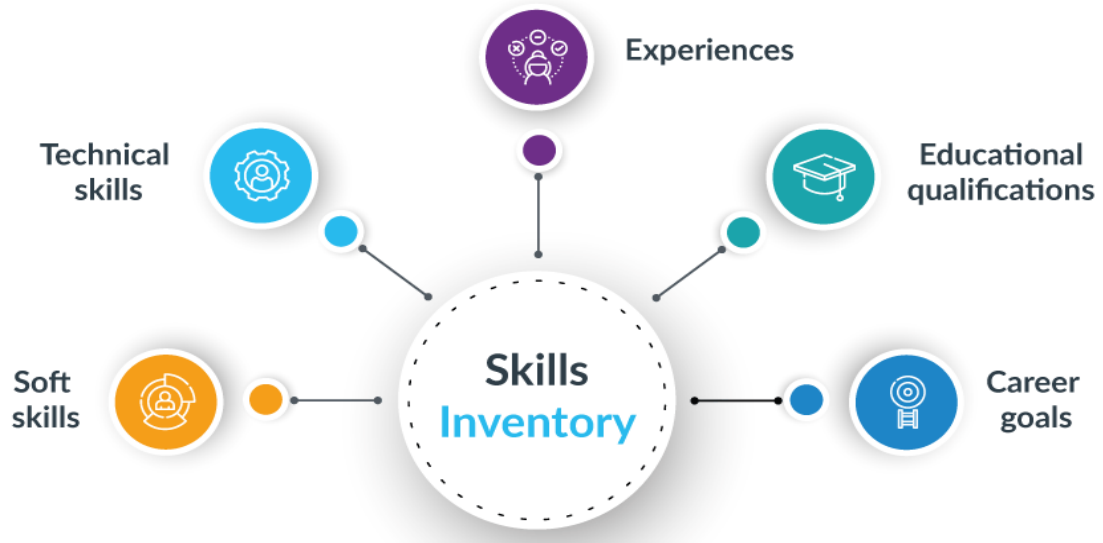 Experiences
Technical
skills
Educational
qualifications
Skills
Inventory
Soft
skills
Career
goals